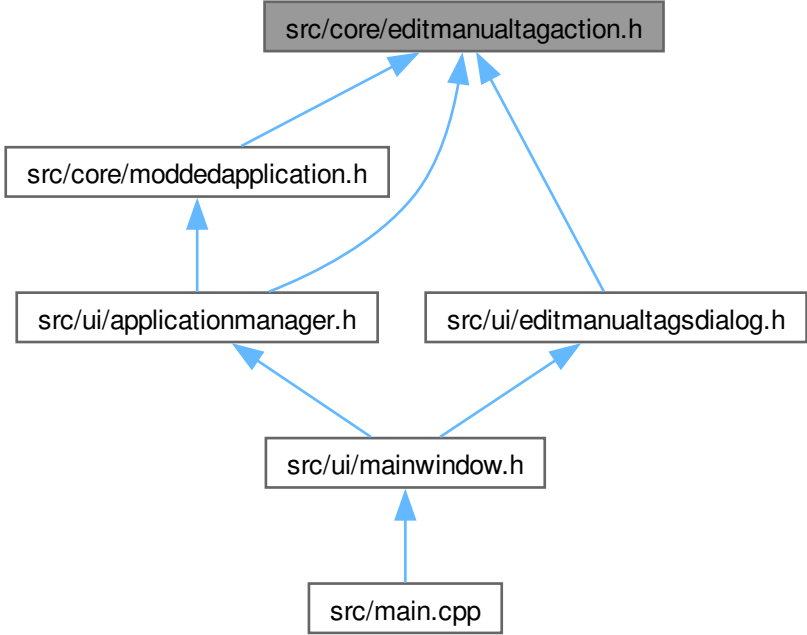 src/core/editmanualtagaction.h
src/core/moddedapplication.h
src/ui/applicationmanager.h
src/ui/editmanualtagsdialog.h
src/ui/mainwindow.h
src/main.cpp